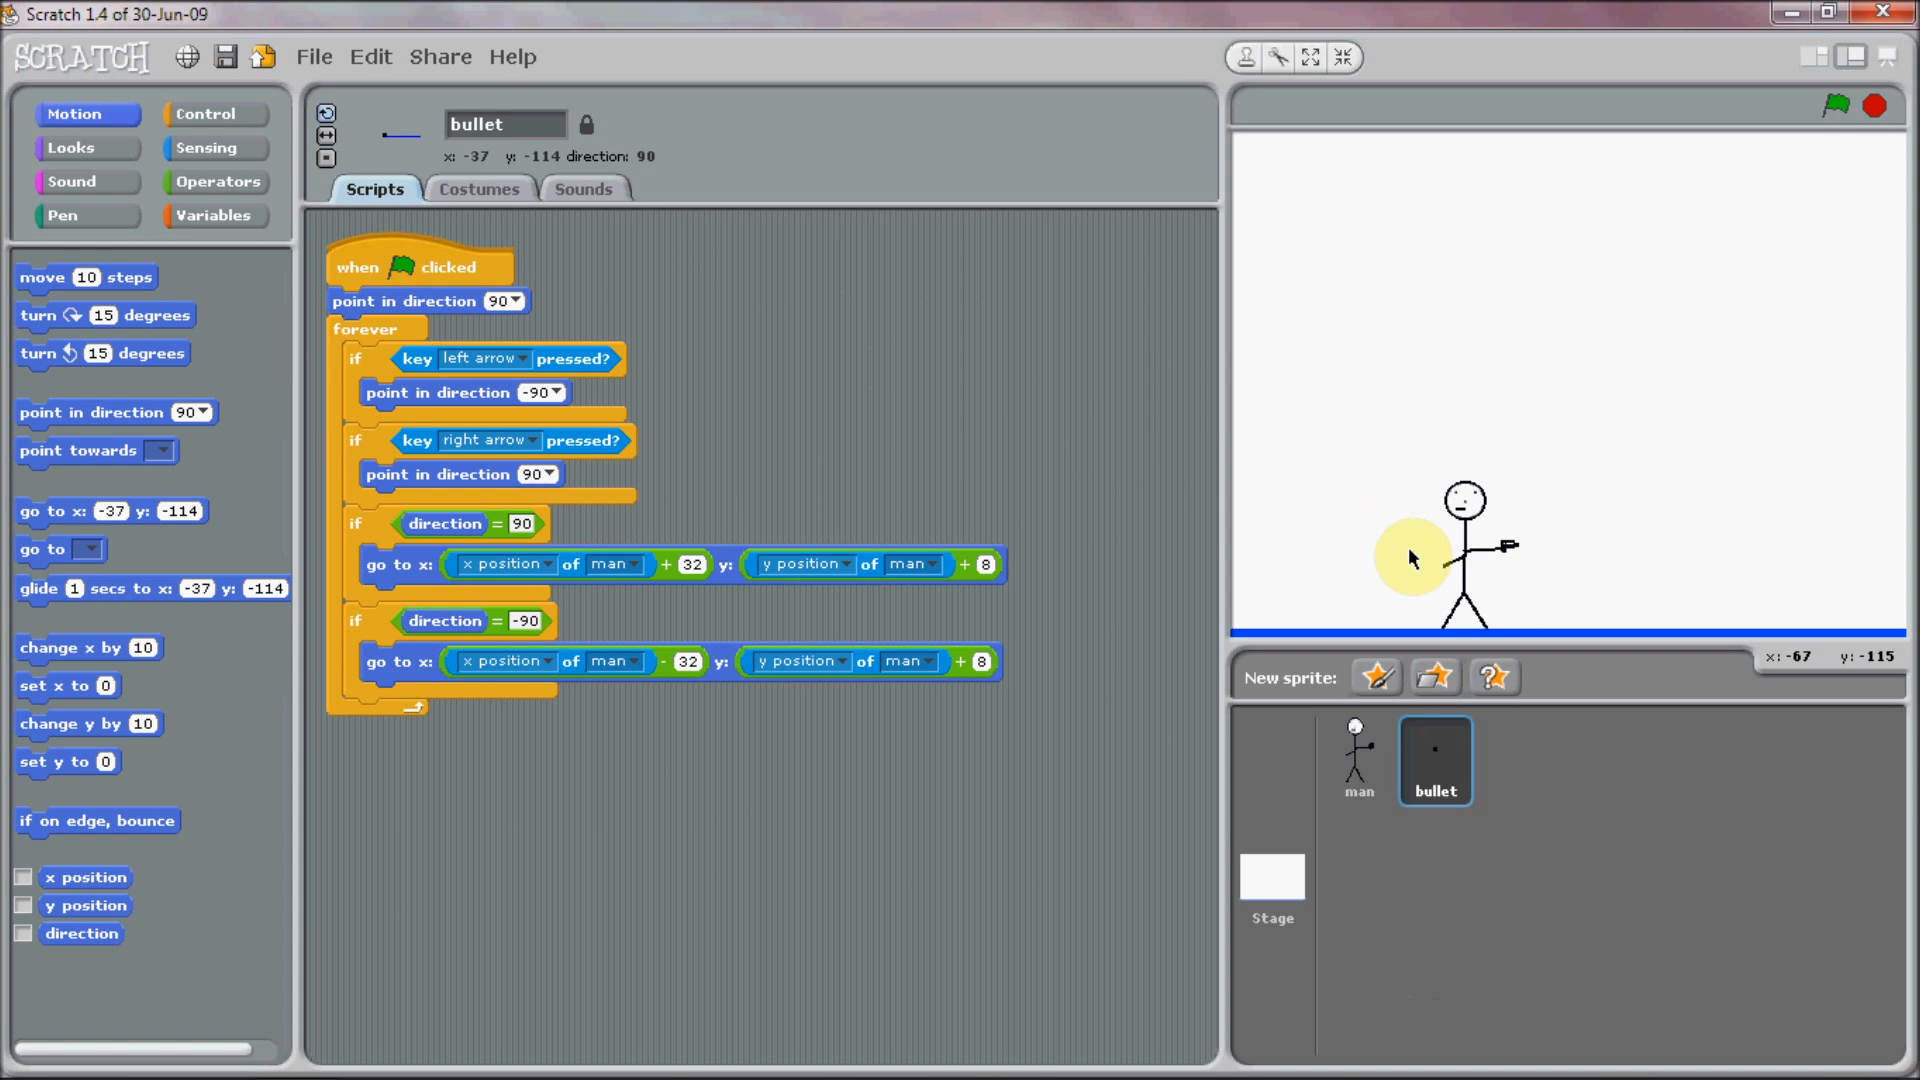 Scratch 1.4 of 30-Jun-09
SCRATCH File Edit Share Help
Motion Control
Looks Sensing
Sound Operators
Pen Variables
move 10 steps
turn 15 degrees
turn 15 degrees
point in direction 90
point towards
go to x: -37 y: -114
go to
glide 1 secs to x: -37 y: -114
change x by 10
set x to 0
change y by 10
set y to 0
if on edge, bounce
x position
y position
direction
bullet
x: -37 y: -114 direction: 90
Scripts Costumes Sounds
when clicked
point in direction 90
forever
if key left arrow pressed?
point in direction -90
if key right arrow pressed?
point in direction 90
if direction = 90
go to x: x position of man + 32 y: y position of man + 8
if direction = -90
go to x: x position of man - 32 y: y position of man + 8
x: -67 y: -115
New sprite:
man
bullet
Stage